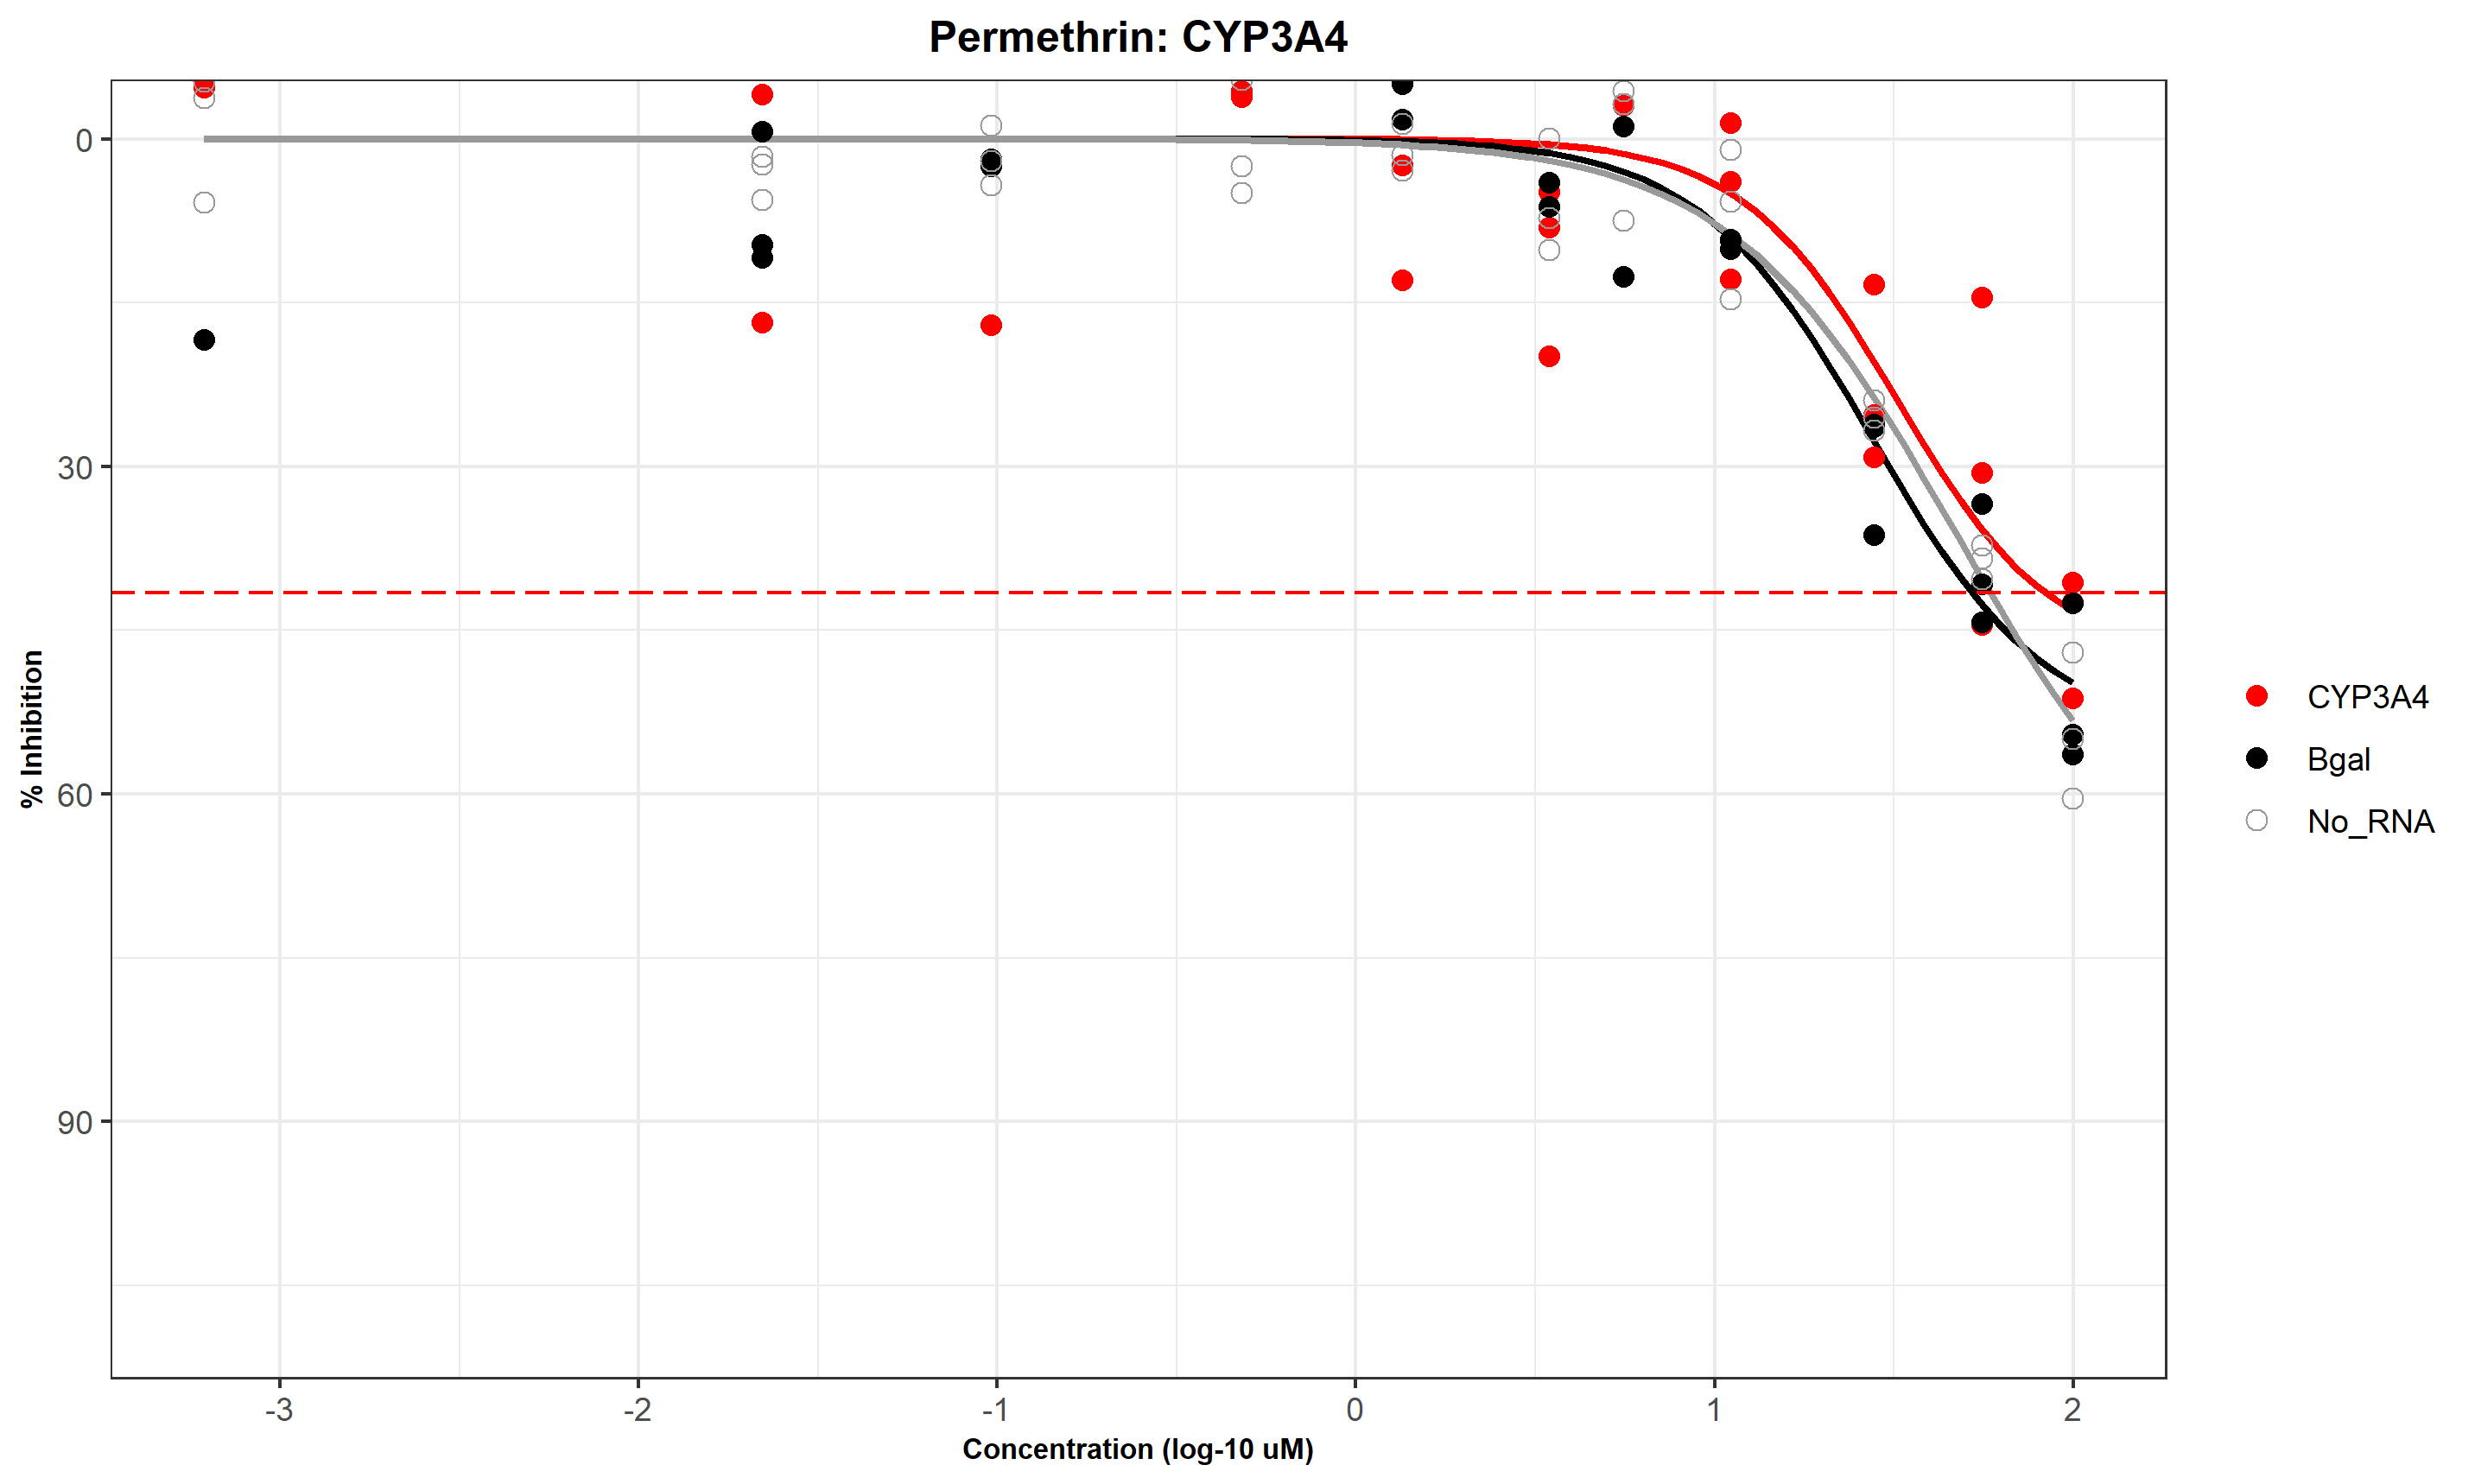 Permethrin: CYP3A4
0
30
60
90
% Inhibition
-3
-2
-1
0
1
2
Concentration (log-10 uM)
CYP3A4
Bgal
No_RNA